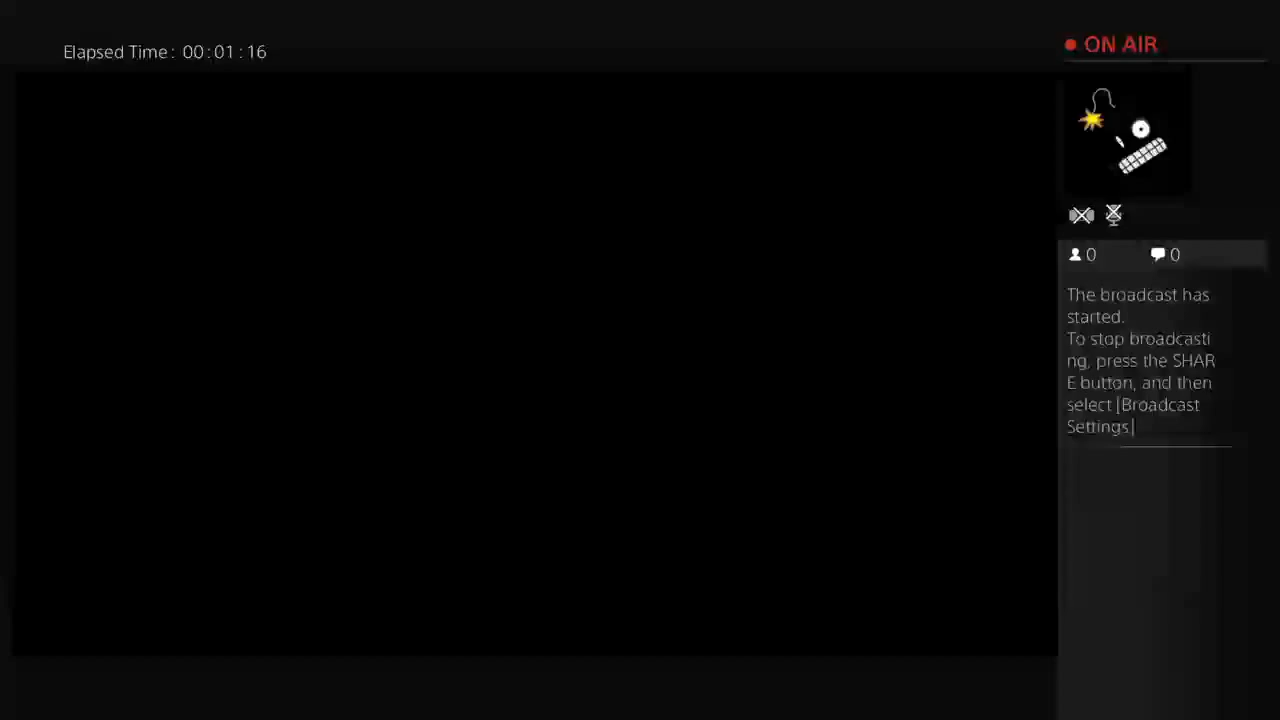 Elapsed Time: 00:01:16
ON AIR
0 0
The broadcast has
started.
To stop broadcasti
ng, press the SHAR
E button, and then
select |Broadcast
Settings|